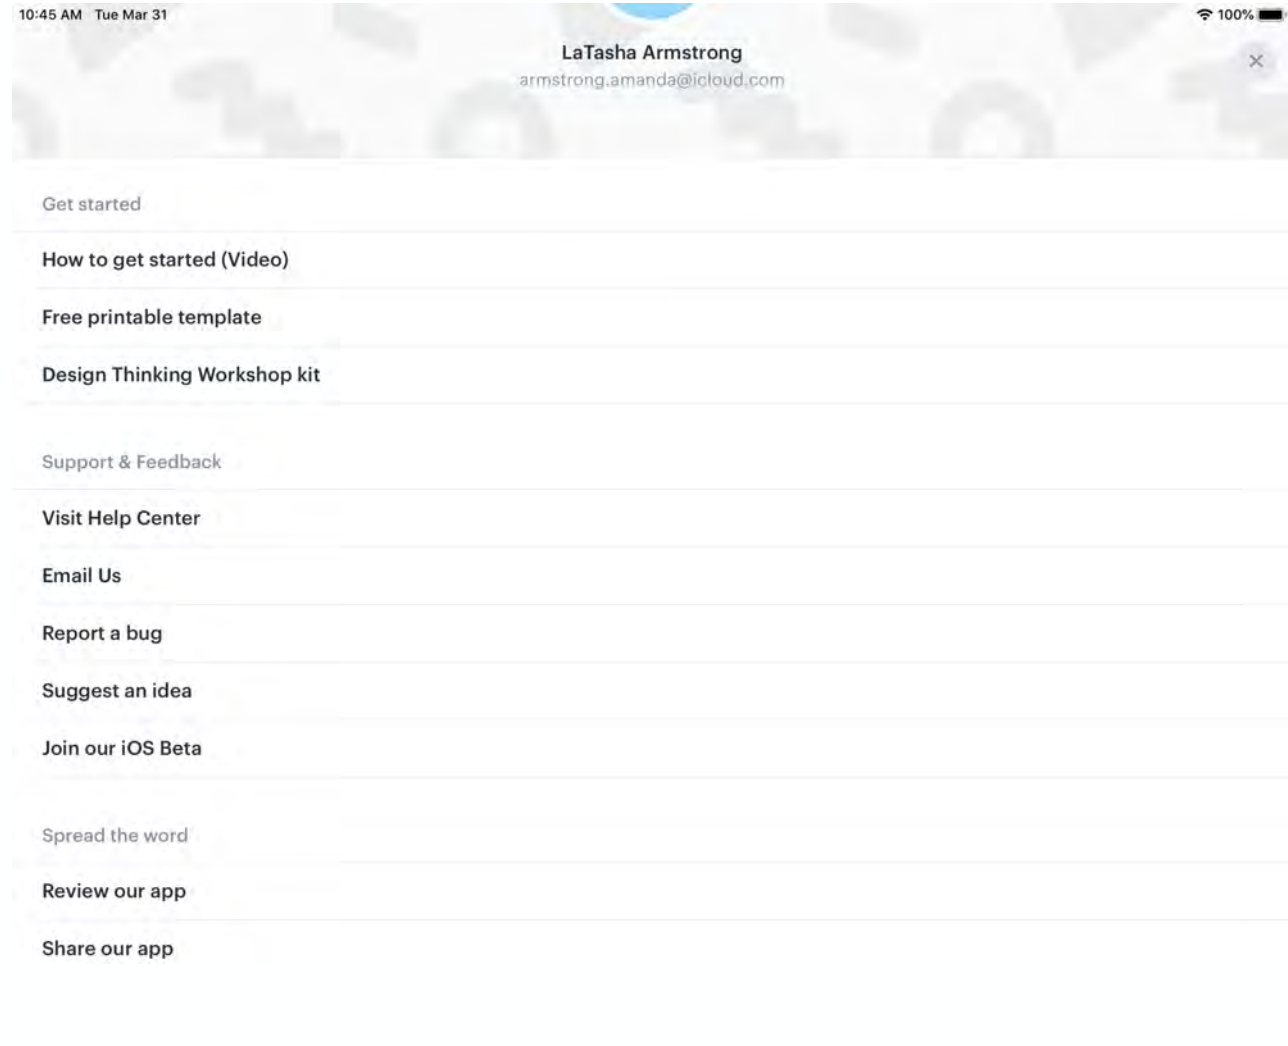 10:45 AM Tue Mar 31
100%
LaTasha Armstrong
armstrong.amanda@icloud.com
Get started
How to get started (Video)
Free printable template
Design Thinking Workshop kit
Support & Feedback
Visit Help Center
Email Us
Report a bug
Suggest an idea
Join our iOS Beta
Spread the word
Review our app
Share our app